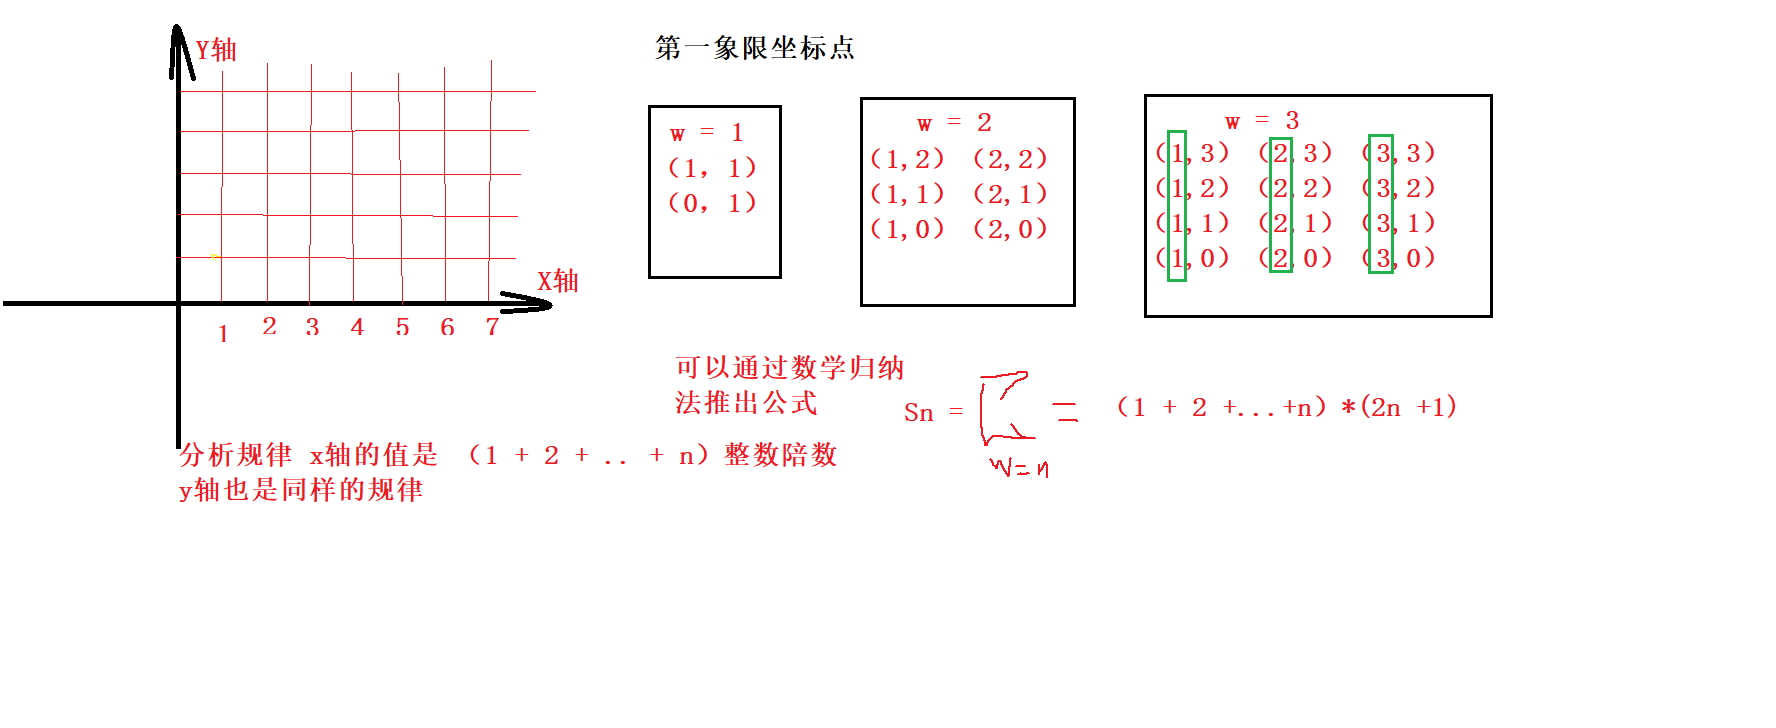 Y轴
X轴
1 2 3 4 5 6 7
第一象限坐标点
w = 1
(1, 1)
(0, 1)
w = 2
(1,2) (2,2)
(1,1) (2,1)
(1,0) (2,0)
w = 3
(1,3) (2,3) (3,3)
(1,2) (2,2) (3,2)
(1,1) (2,1) (3,1)
(1,0) (2,0) (3,0)
可以通过数学归纳
法推出公式
Sn = Σ = (1 + 2 +...+n)*(2n +1)
w=n
分析规律 x轴的值是 (1 + 2 + .. + n)整数陪数
y轴也是同样的规律